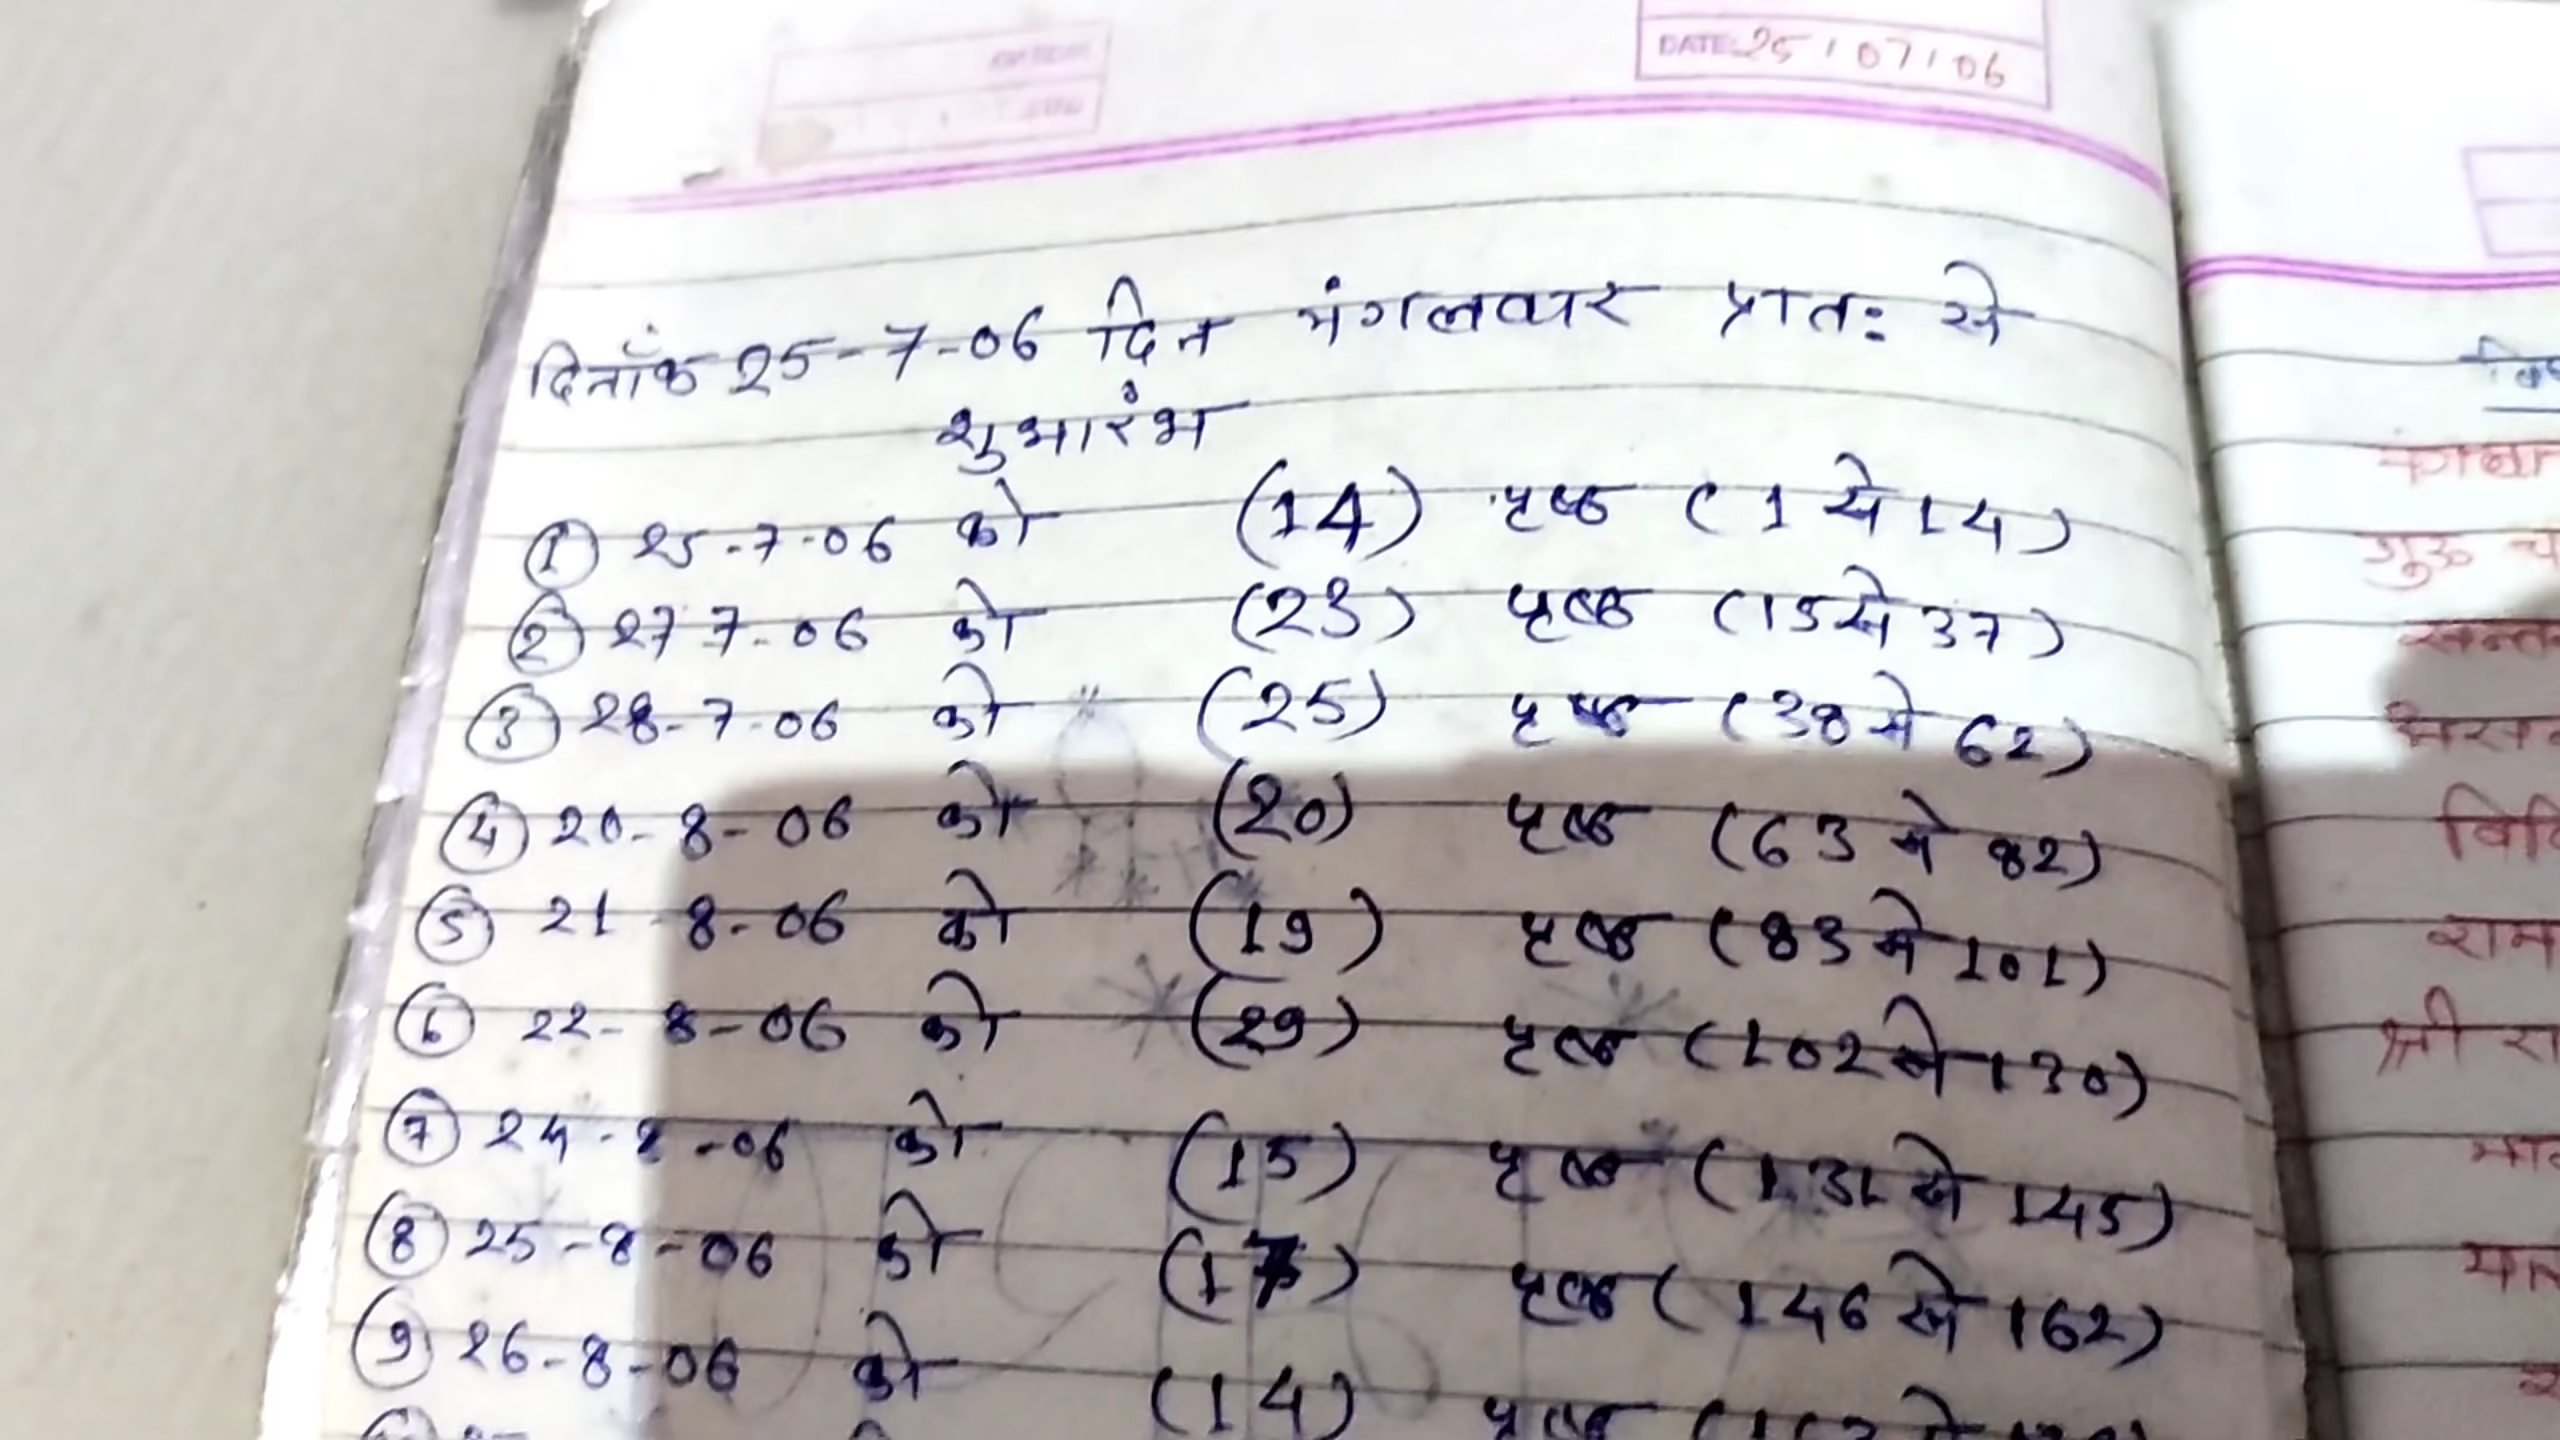 DATE: 25/07/06
दिनाँक 25-7-06 दिन मंगलवार प्रातः से
शुभारंभ
① 25-7-06 को (14) पृष्ठ (1 से 14)
② 27 7-06 को (23) पृष्ठ (15 से 37)
③ 28-7-06 को (25) पृष्ठ (38 से 62)
④ 20-8-06 को (20) पृष्ठ (63 से 82)
⑤ 21-8-06 को (19) पृष्ठ (83 से 101)
⑥ 22-8-06 को (29) पृष्ठ (102 से 130)
⑦ 24-8-06 को (15) पृष्ठ (131 से 145)
⑧ 25-8-06 को (17) पृष्ठ (146 से 162)
⑨ 26-8-06 को (14) पृष्ठ
श्री